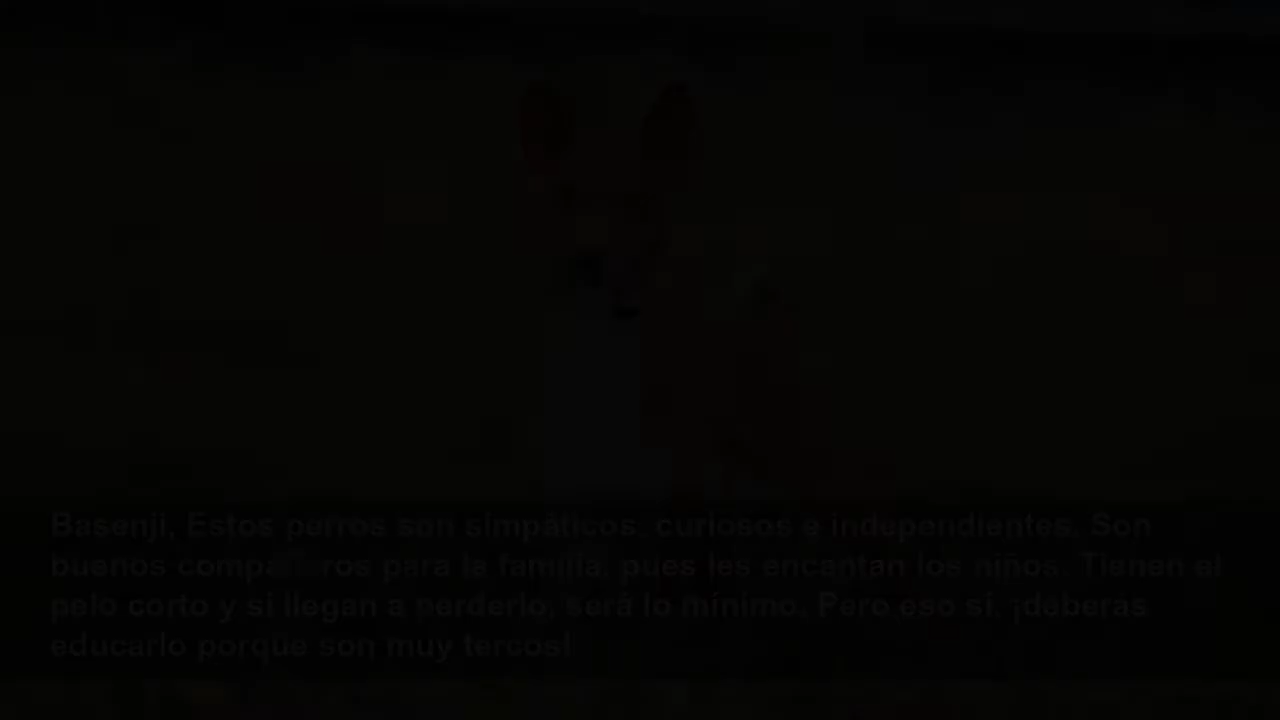 Basenji, Estos perros son simpáticos, curiosos e independientes. Son
buenos compañeros para la familia, pues les encantan los niños. Tienen el
pelo corto y si llegan a perderlo, será lo mínimo. Pero eso sí, ¡deberas
educarlo porque son muy tercos!